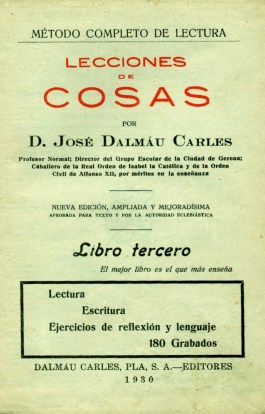 MÉTODO COMPLETO DE LECTURA
LECCIONES
DE
COSAS
POR
D. JOSÉ DALMÁU CARLES
Profesor Normal; Director del Grupo Escolar de la Ciudad de Gerona;
Caballero de la Real Orden de Isabel la Católica y de la Orden
Civil de Alfonso XII, por méritos en la enseñanza
NUEVA EDICIÓN, AMPLIADA Y MEJORADÍSIMA
APROBADA PARA TEXTO Y POR LA AUTORIDAD ECLESIÁSTICA
Libro tercero
El mejor libro es el que más enseña
Lectura
Escritura
Ejercicios de reflexión y lenguaje
180 Grabados
DALMÁU CARLES, PLA, S. A.—EDITORES
1930